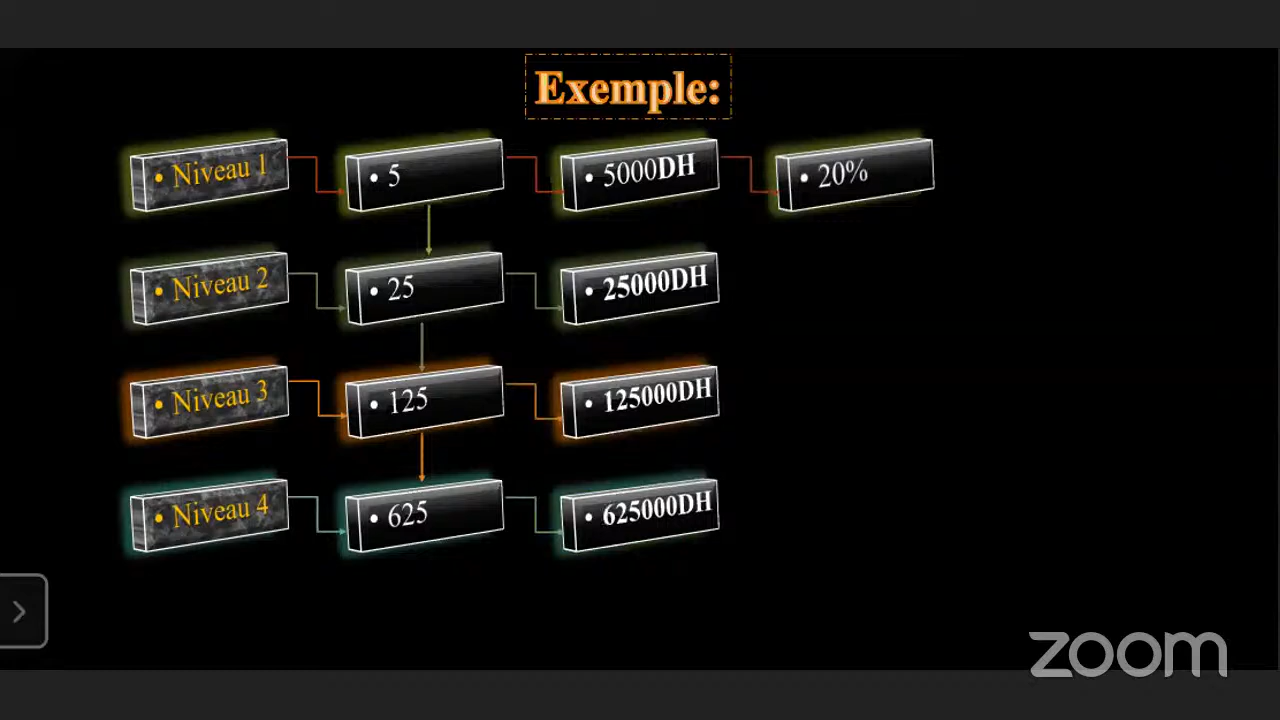 Exemple:
• Niveau 1 • 5 • 5000DH • 20%
• Niveau 2 • 25 • 25000DH
• Niveau 3 • 125 • 125000DH
• Niveau 4 • 625 • 625000DH
zoom